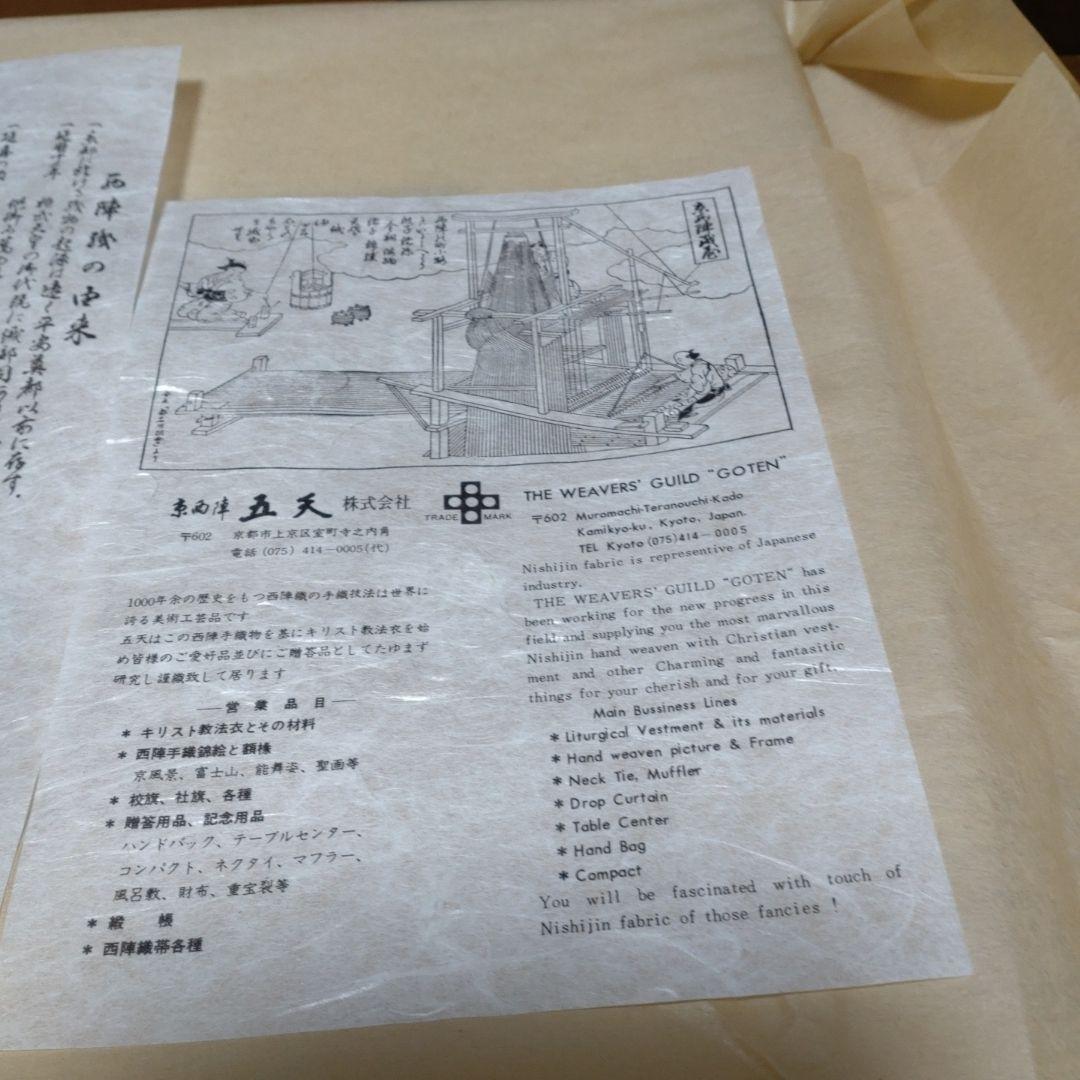 西陣織の由来
京西陣 五天 株式会社
〒602 京都市上京区室町寺之内角
電話(075)414-0005(代)
1000年余の歴史をもつ西陣織の手織技法は世界に
誇る美術工芸品です
五天はこの西陣手織物を基にキリスト教法衣を始
め皆様のご愛好品並びにご贈答品としてたゆまず
研究し謹織致して居ります
営業品目
* キリスト教法衣とその材料
* 西陣手織錦絵と額椽
京風景、富士山、能舞姿、聖画等
* 校旗、社旗、各種
* 贈答用品、記念用品
ハンドバック、テーブルセンター、
コンパクト、ネクタイ、マフラー、
風呂敷、財布、重宝裂等
* 緞 帳
* 西陣織帯各種
TRADE MARK
THE WEAVERS' GUILD "GOTEN"
〒602 Muromachi-Teranouchi-Kado
Kamikyo-ku, Kyoto, Japan.
TEL Kyoto (075)414-0005
Nishijin fabric is representive of Japanese
industry.
THE WEAVERS' GUILD "GOTEN" has
been working for the new progress in this
field and supplying you the most marvallous
Nishijin hand weaven with Christian vest-
ment and other Charming and fantasitic
things for your cherish and for your gift.
Main Bussiness Lines
* Liturgical Vestment & its materials
* Hand weaven picture & Frame
* Neck Tie, Muffler
* Drop Curtain
* Table Center
* Hand Bag
* Compact
You will be fascinated with touch of
Nishijin fabric of those fancies !